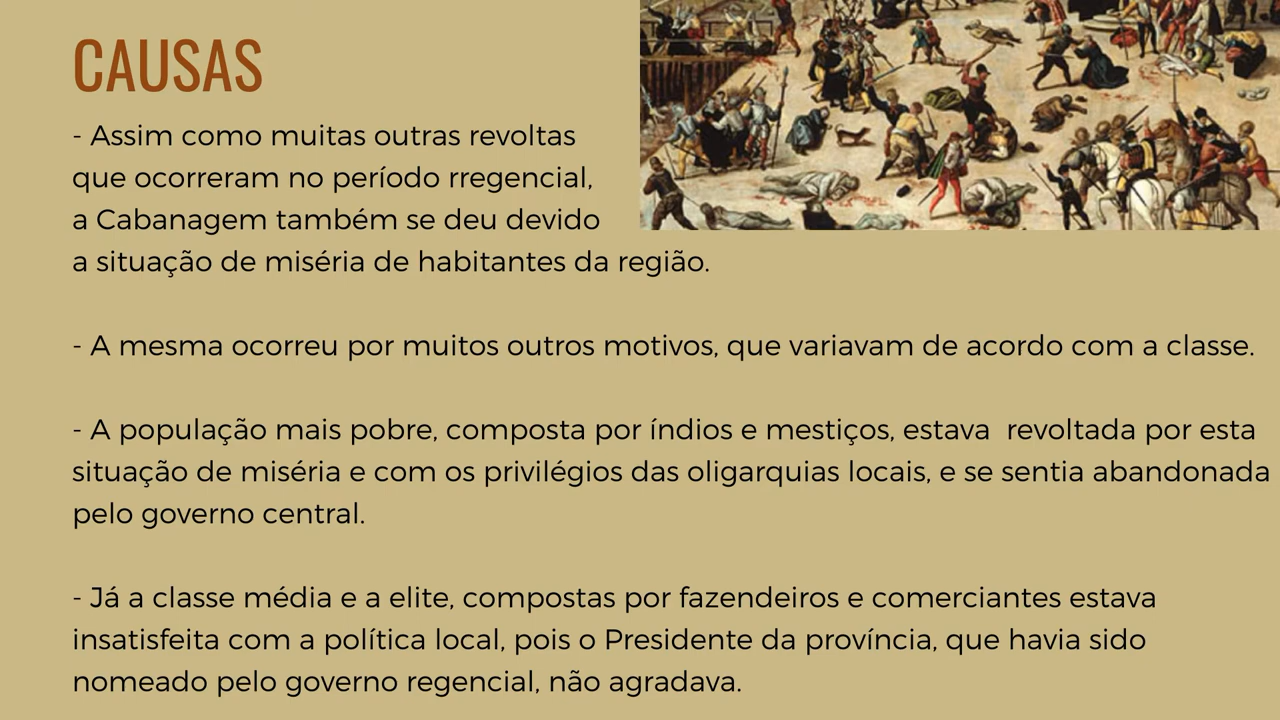 CAUSAS
- Assim como muitas outras revoltas
que ocorreram no período rregencial,
a Cabanagem também se deu devido
a situação de miséria de habitantes da região.
- A mesma ocorreu por muitos outros motivos, que variavam de acordo com a classe.
- A população mais pobre, composta por índios e mestiços, estava  revoltada por esta
situação de miséria e com os privilégios das oligarquias locais, e se sentia abandonada
pelo governo central.
- Já a classe média e a elite, compostas por fazendeiros e comerciantes estava
insatisfeita com a política local, pois o Presidente da província, que havia sido
nomeado pelo governo regencial, não agradava.